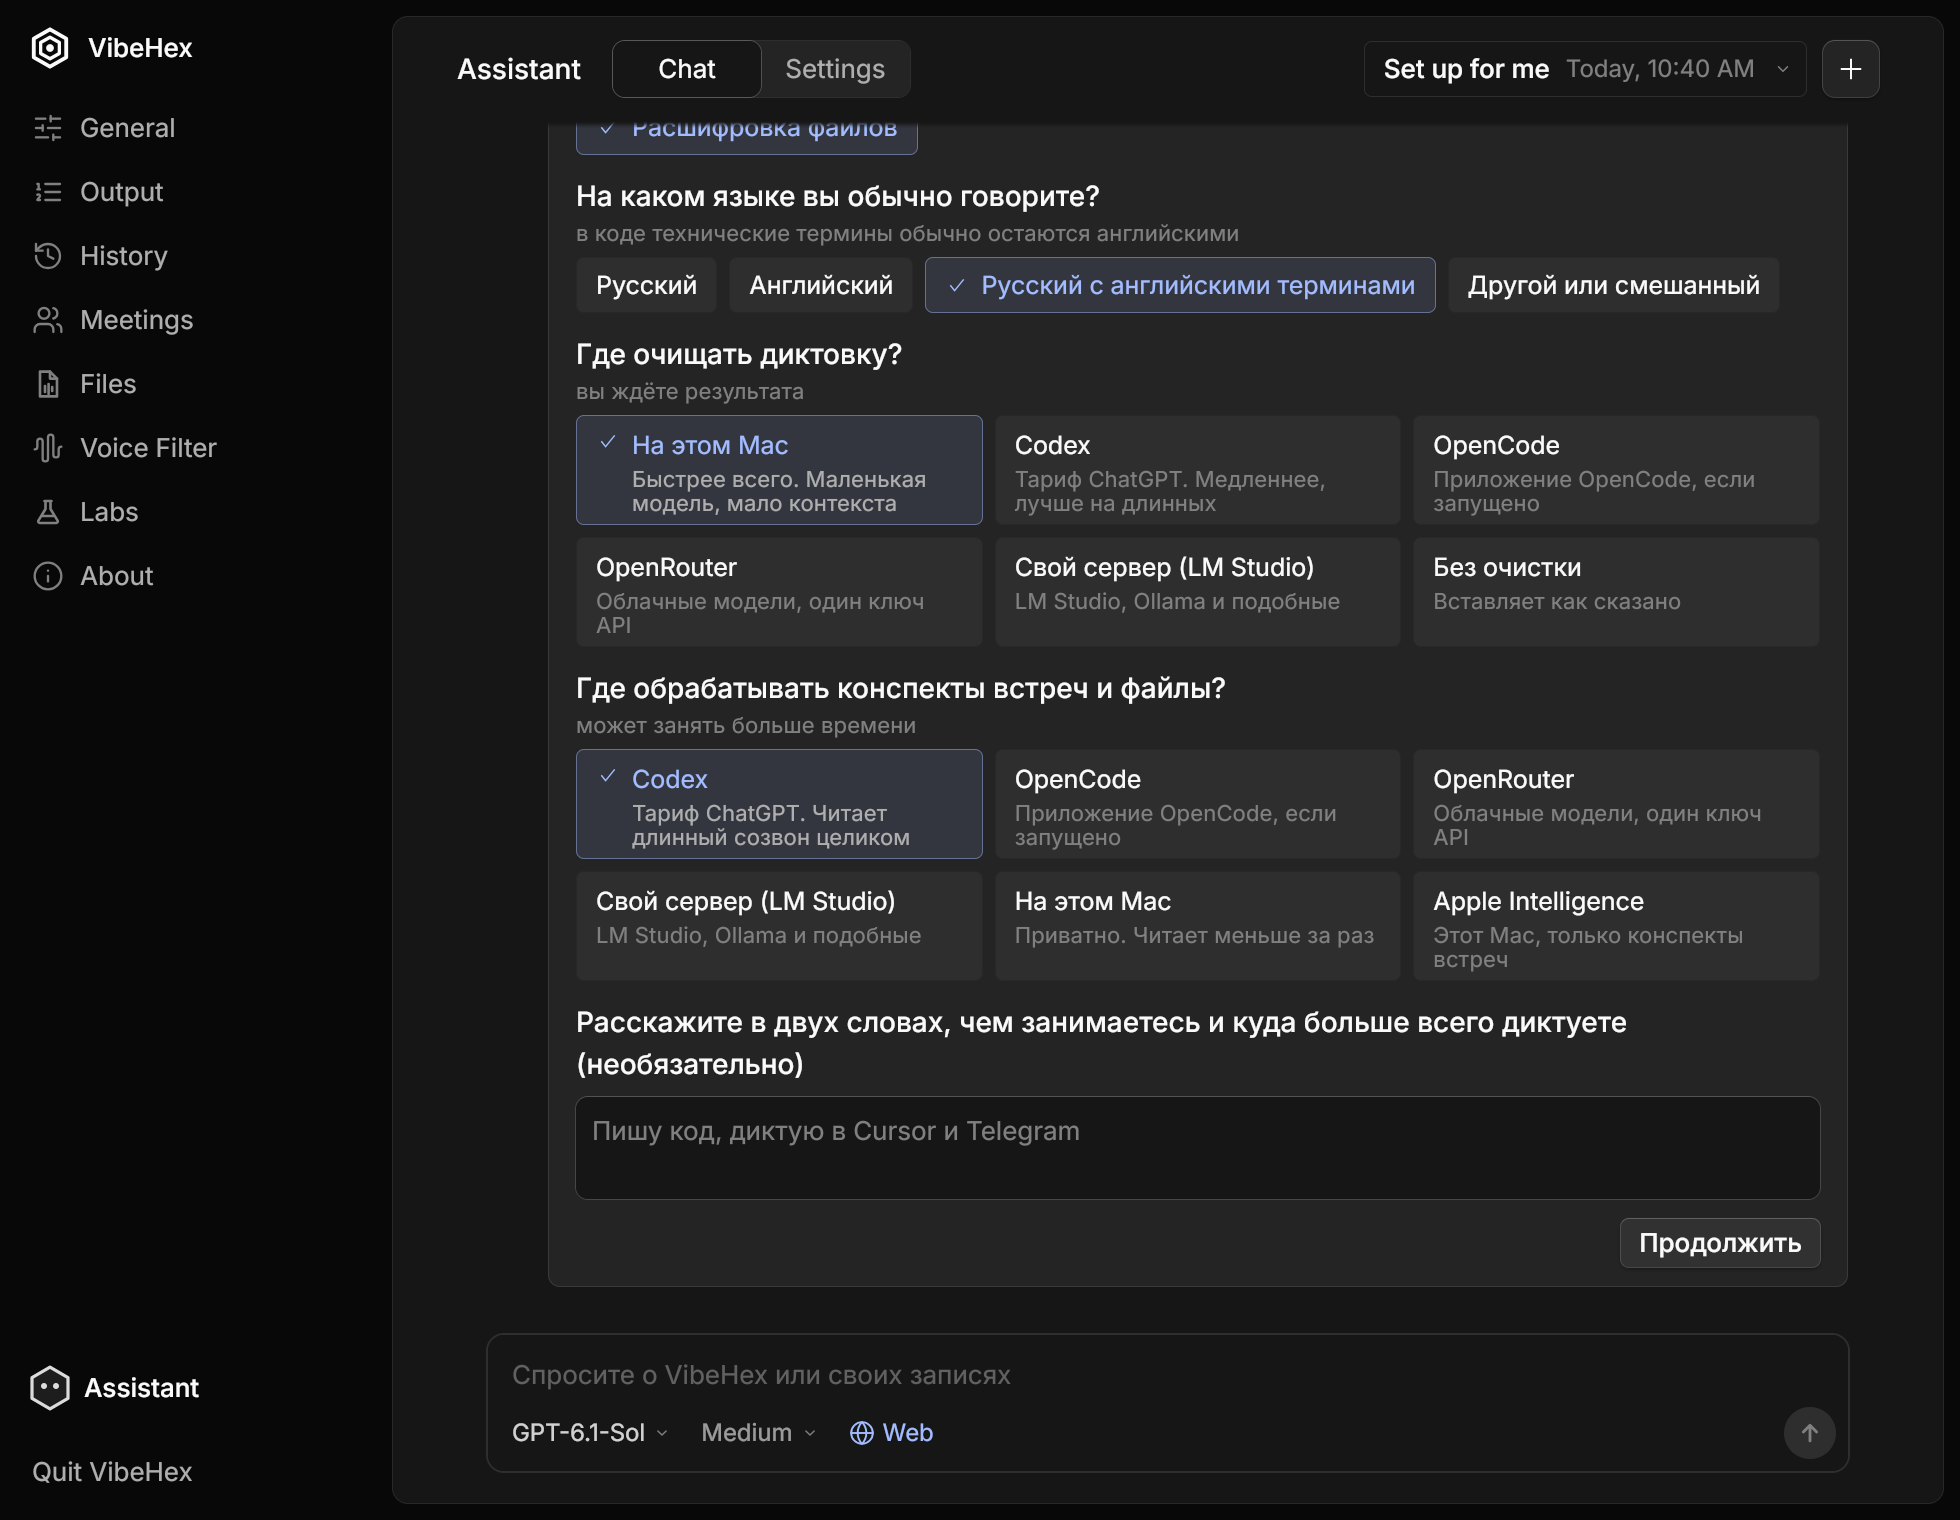 VibeHex
General
Output
History
Meetings
Files
Voice Filter
Labs
About
Assistant
Quit VibeHex
Assistant
Chat
Settings
Set up for me Today, 10:40 AM
Расшифровка файлов
На каком языке вы обычно говорите?
в коде технические термины обычно остаются английскими
Русский
Английский
Русский с английскими терминами
Другой или смешанный
Где очищать диктовку?
вы ждёте результата
На этом Mac
Быстрее всего. Маленькая
модель, мало контекста
Codex
Тариф ChatGPT. Медленнее,
лучше на длинных
OpenCode
Приложение OpenCode, если
запущено
OpenRouter
Облачные модели, один ключ
API
Свой сервер (LM Studio)
LM Studio, Ollama и подобные
Без очистки
Вставляет как сказано
Где обрабатывать конспекты встреч и файлы?
может занять больше времени
Codex
Тариф ChatGPT. Читает
длинный созвон целиком
OpenCode
Приложение OpenCode, если
запущено
OpenRouter
Облачные модели, один ключ
API
Свой сервер (LM Studio)
LM Studio, Ollama и подобные
На этом Mac
Приватно. Читает меньше за раз
Apple Intelligence
Этот Mac, только конспекты
встреч
Расскажите в двух словах, чем занимаетесь и куда больше всего диктуете
(необязательно)
Пишу код, диктую в Cursor и Telegram
Продолжить
Спросите о VibeHex или своих записях
GPT-6.1-Sol
Medium
Web